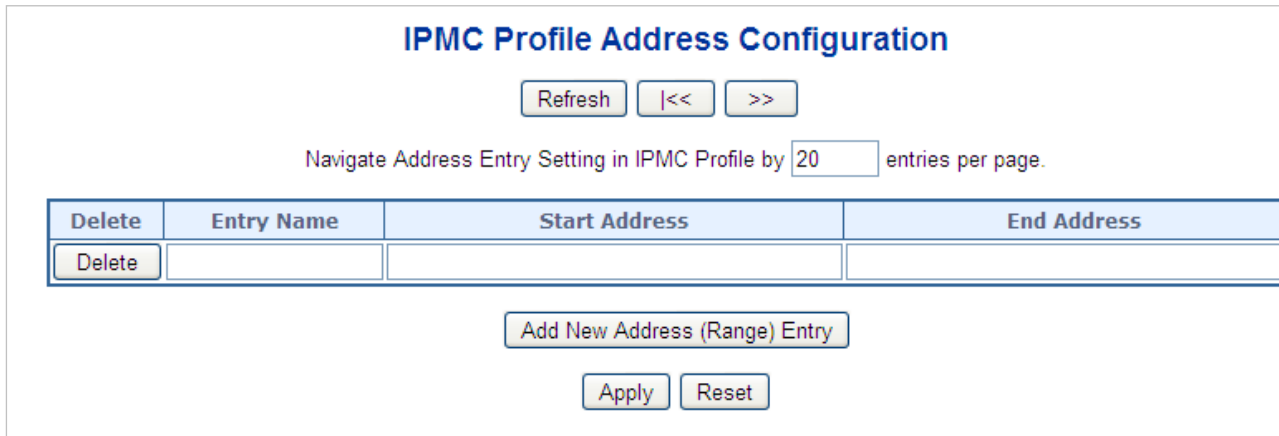 IPMC Profile Address Configuration
Refresh |<< >>
Navigate Address Entry Setting in IPMC Profile by 20 entries per page.
Delete Entry Name Start Address End Address
Delete
Add New Address (Range) Entry
Apply Reset